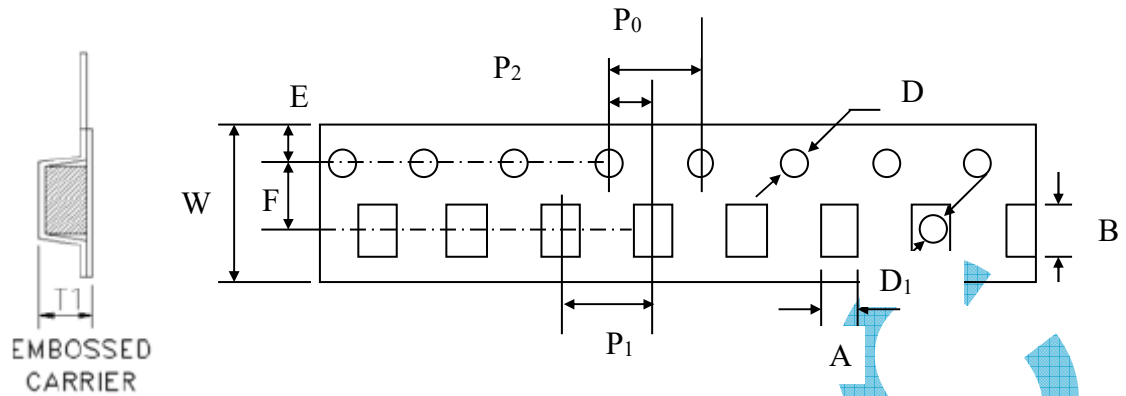 P₀
P₂
E
D
W
F
B
T1
D₁
P₁
A
EMBOSSED
CARRIER